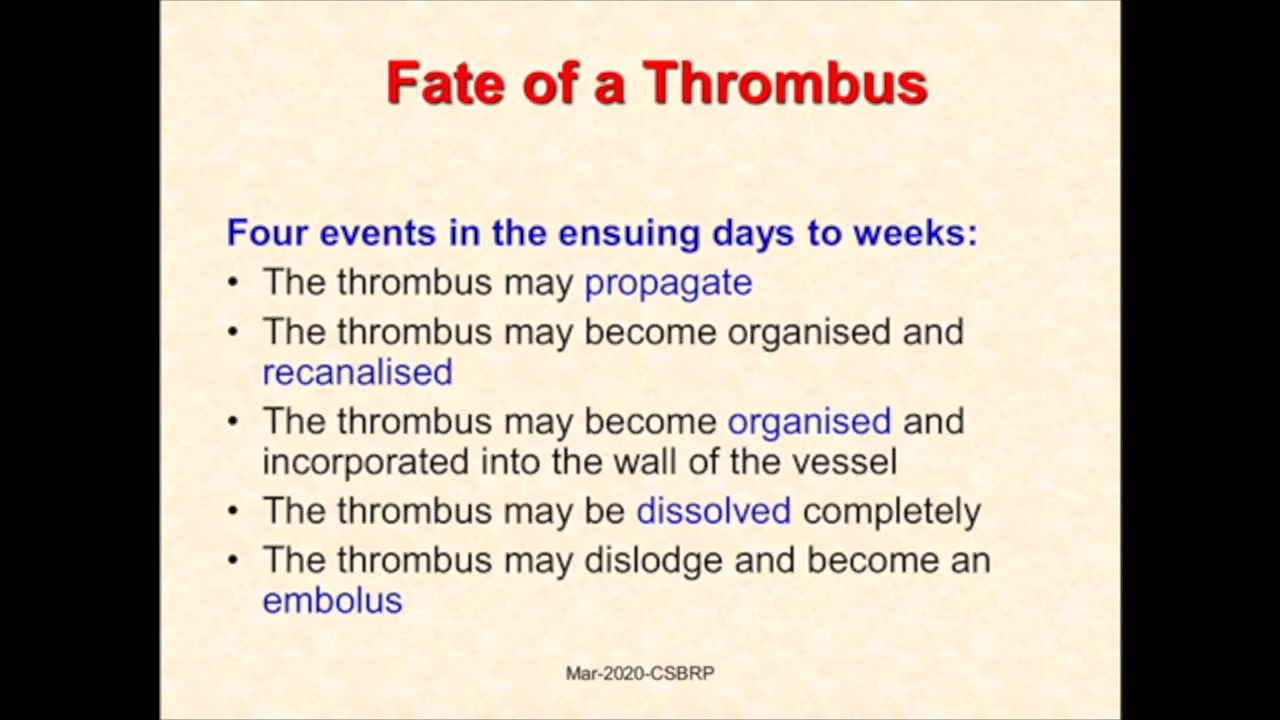 Fate of a Thrombus
Four events in the ensuing days to weeks:
• The thrombus may propagate
• The thrombus may become organised and
recanalised
• The thrombus may become organised and
incorporated into the wall of the vessel
• The thrombus may be dissolved completely
• The thrombus may dislodge and become an
embolus
Mar-2020-CSBRP